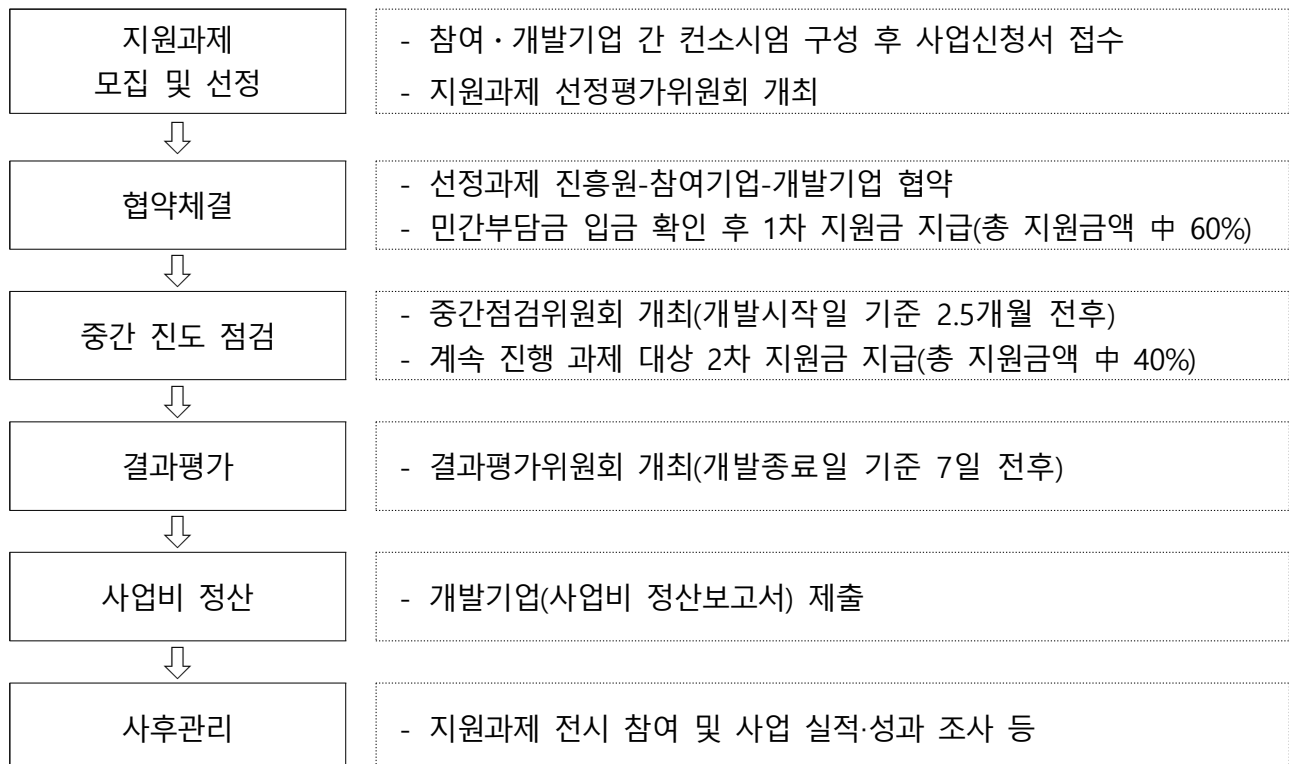 지원과제
모집 및 선정
- 참여·개발기업 간 컨소시엄 구성 후 사업신청서 접수
- 지원과제 선정평가위원회 개최
협약체결
- 선정과제 진흥원-참여기업-개발기업 협약
- 민간부담금 입금 확인 후 1차 지원금 지급(총 지원금액 中 60%)
중간 진도 점검
- 중간점검위원회 개최(개발시작일 기준 2.5개월 전후)
- 계속 진행 과제 대상 2차 지원금 지급(총 지원금액 中 40%)
결과평가
- 결과평가위원회 개최(개발종료일 기준 7일 전후)
사업비 정산
- 개발기업(사업비 정산보고서) 제출
사후관리
- 지원과제 전시 참여 및 사업 실적·성과 조사 등